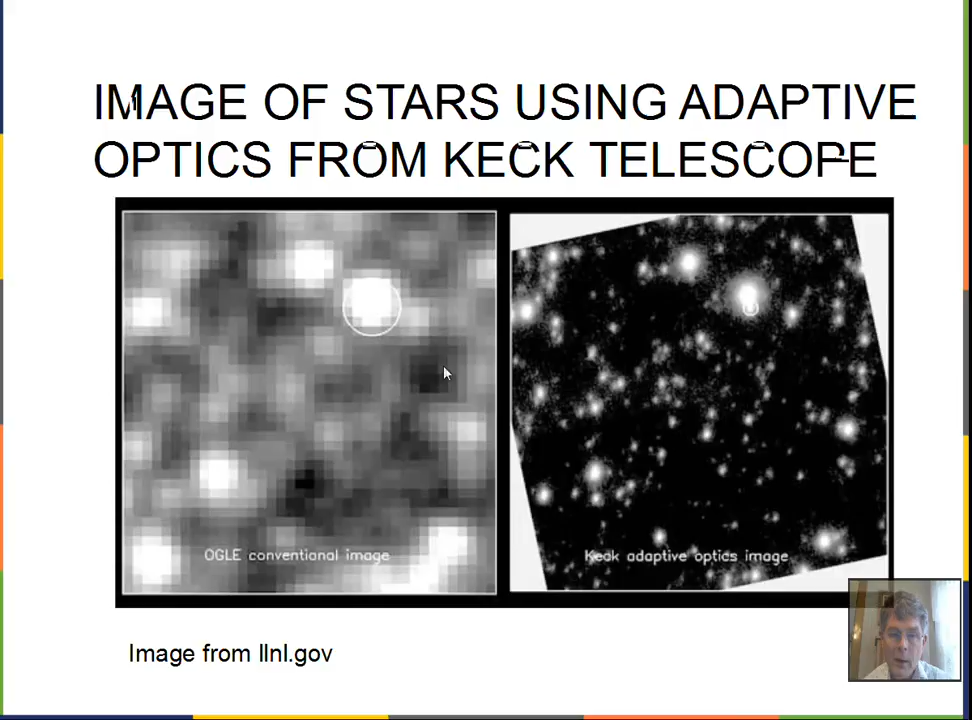 IMAGE OF STARS USING ADAPTIVE
OPTICS FROM KECK TELESCOPE
OGLE conventional image
Keck adaptive optics image
Image from llnl.gov